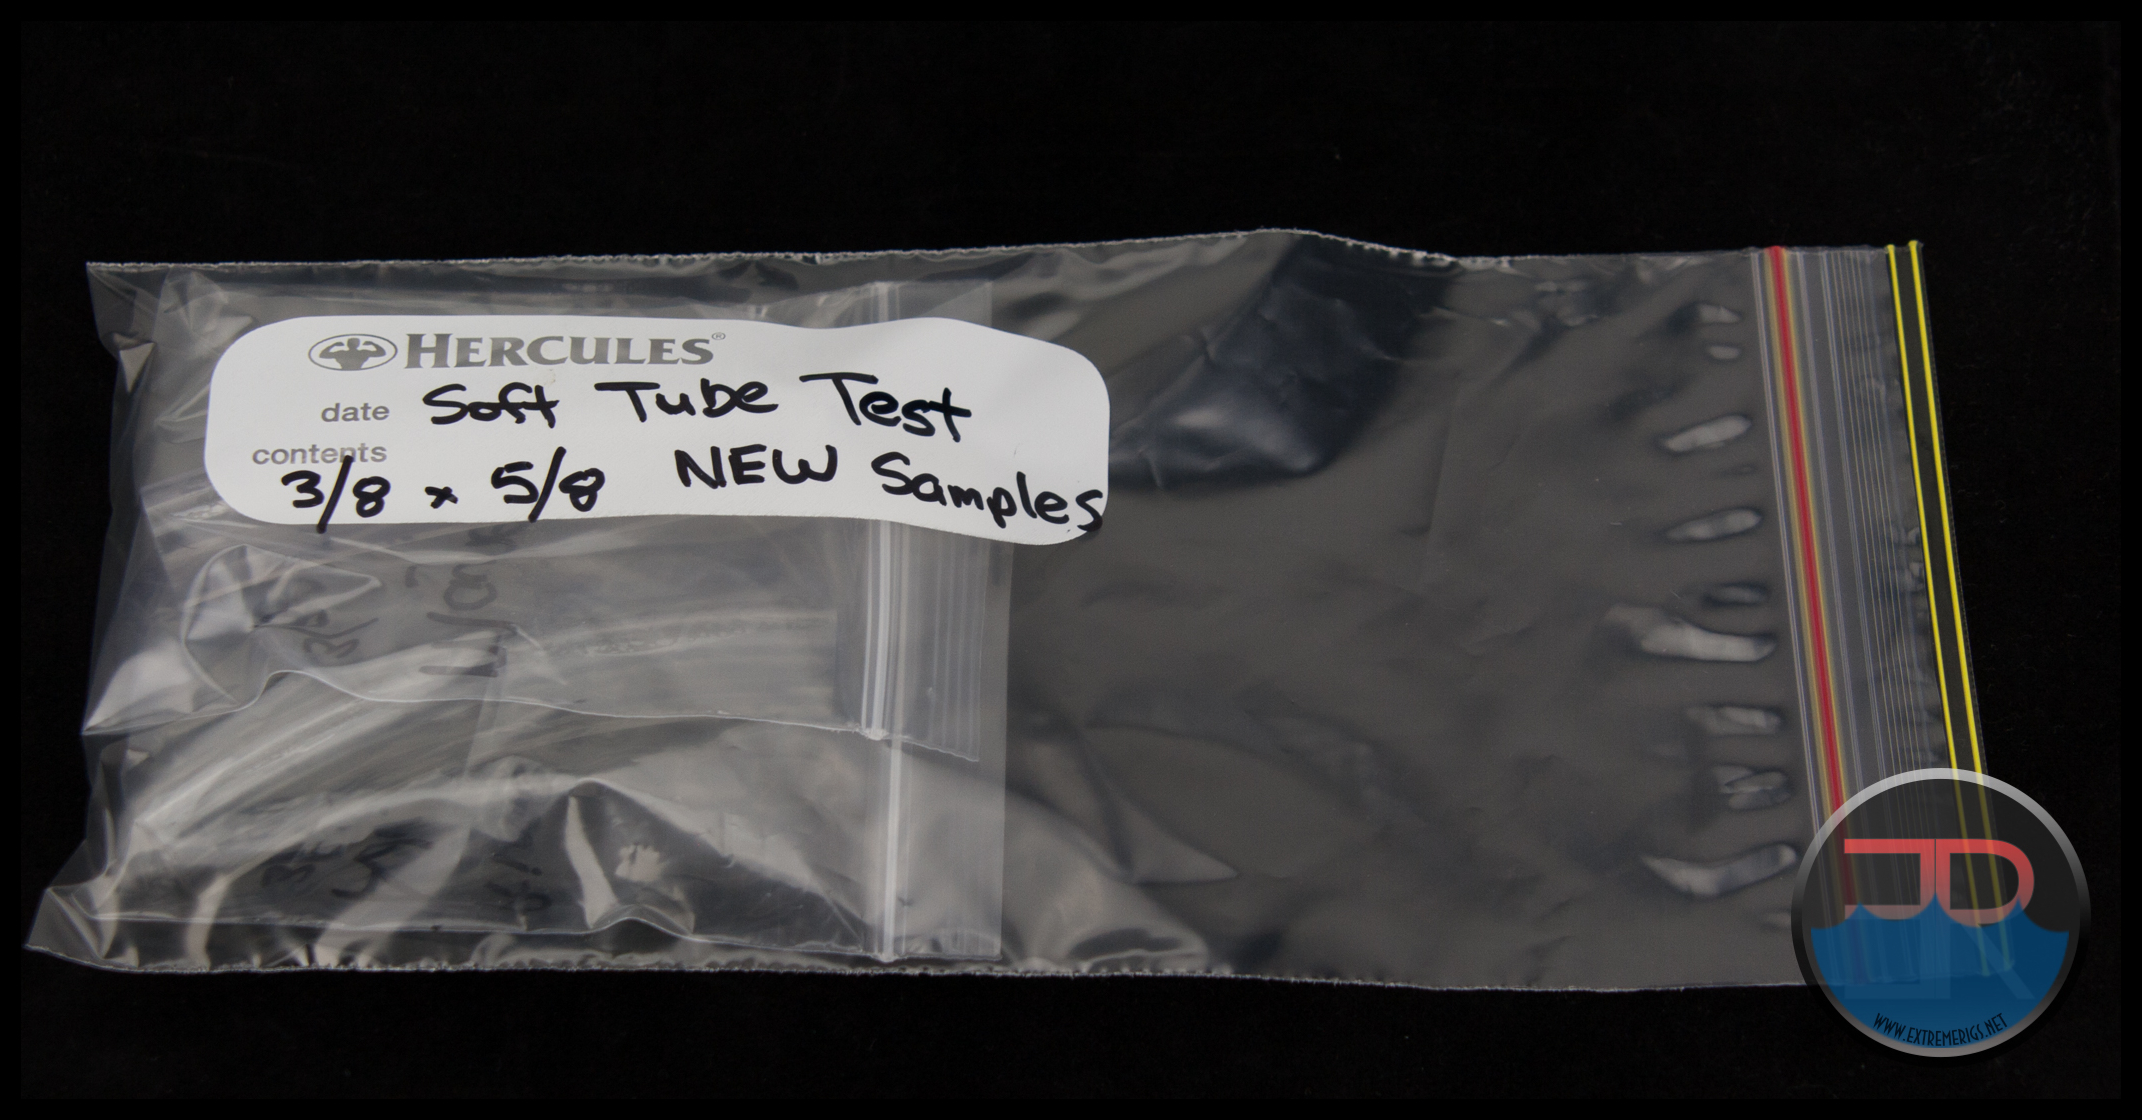 HERCULES®
date Soft Tube Test
contents
3/8 x 5/8 NEW Samples
WWW.EXTREMERIGS.NET